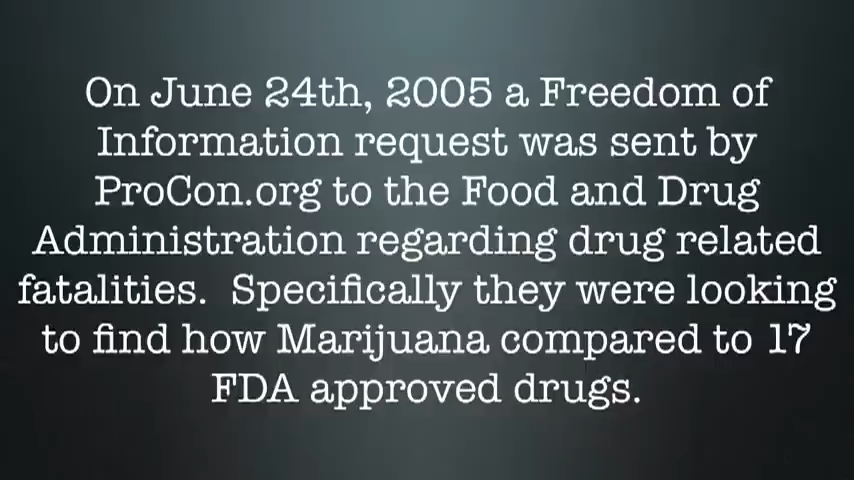 On June 24th, 2005 a Freedom of
Information request was sent by
ProCon.org to the Food and Drug
Administration regarding drug related
fatalities.  Specifically they were looking
to find how Marijuana compared to 17
FDA approved drugs.